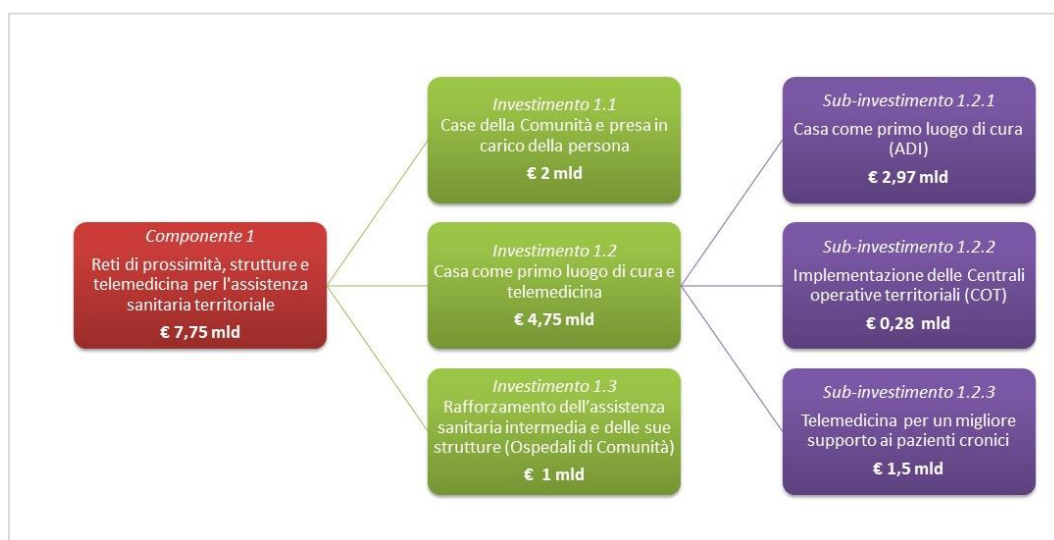 Componente 1
Reti di prossimità, strutture e
telemedicina per l'assistenza
sanitaria territoriale
€ 7,75 mld
Investimento 1.1
Case della Comunità e presa in
carico della persona
€ 2 mld
Investimento 1.2
Casa come primo luogo di cura e
telemedicina
€ 4,75 mld
Investimento 1.3
Rafforzamento dell'assistenza
sanitaria intermedia e delle sue
strutture (Ospedali di Comunità)
€ 1 mld
Sub-investimento 1.2.1
Casa come primo luogo di cura
(ADI)
€ 2,97 mld
Sub-investimento 1.2.2
Implementazione delle Centrali
operative territoriali (COT)
€ 0,28 mld
Sub-investimento 1.2.3
Telemedicina per un migliore
supporto ai pazienti cronici
€ 1,5 mld